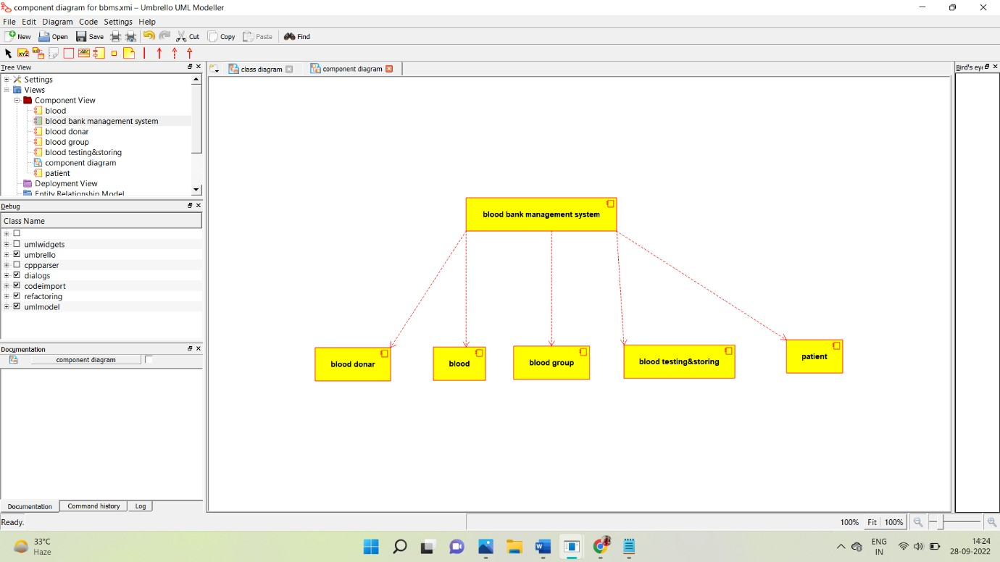 component diagram for bbms.xmi – Umbrello UML Modeller
File Edit Diagram Code Settings Help
New Open Save Cut Copy Paste Find
XYZ
Tree View
Settings
Views
Component View
blood
blood bank management system
blood donar
blood group
blood testing&storing
component diagram
patient
Deployment View
Entity Relationship Model
Debug
Class Name
umlwidgets
umbrello
cppparser
dialogs
codeimport
refactoring
umlmodel
Documentation
component diagram
Documentation Command history Log
class diagram component diagram
blood bank management system
blood donar
blood
blood group
blood testing&storing
patient
Bird's eye
Ready.
100% Fit 100%
33°C
Haze
ENG
IN
14:24
28-09-2022